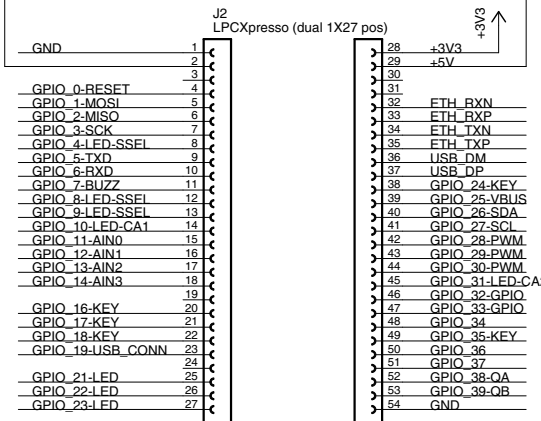 J2
LPCXpresso (dual 1X27 pos)
+3V3
GND 1
2
3
GPIO_0-RESET 4
GPIO_1-MOSI 5
GPIO_2-MISO 6
GPIO_3-SCK 7
GPIO_4-LED-SSEL 8
GPIO_5-TXD 9
GPIO_6-RXD 10
GPIO_7-BUZZ 11
GPIO_8-LED-SSEL 12
GPIO_9-LED-SSEL 13
GPIO_10-LED-CA1 14
GPIO_11-AIN0 15
GPIO_12-AIN1 16
GPIO_13-AIN2 17
GPIO_14-AIN3 18
19
GPIO_16-KEY 20
GPIO_17-KEY 21
GPIO_18-KEY 22
GPIO_19-USB_CONN 23
24
GPIO_21-LED 25
GPIO_22-LED 26
GPIO_23-LED 27
28 +3V3
29 +5V
30
31
32 ETH_RXN
33 ETH_RXP
34 ETH_TXN
35 ETH_TXP
36 USB_DM
37 USB_DP
38 GPIO_24-KEY
39 GPIO_25-VBUS
40 GPIO_26-SDA
41 GPIO_27-SCL
42 GPIO_28-PWM
43 GPIO_29-PWM
44 GPIO_30-PWM
45 GPIO_31-LED-CA2
46 GPIO_32-GPIO
47 GPIO_33-GPIO
48 GPIO_34
49 GPIO_35-KEY
50 GPIO_36
51 GPIO_37
52 GPIO_38-QA
53 GPIO_39-QB
54 GND